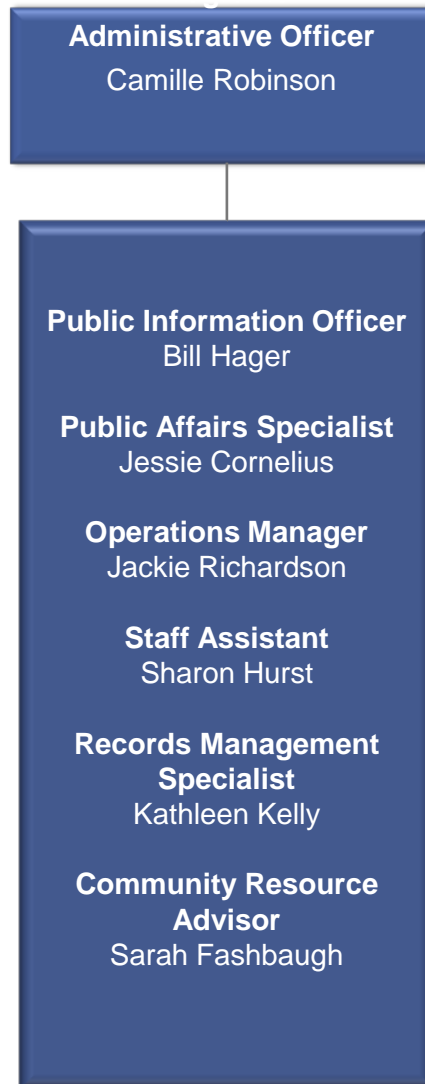 Administrative Officer
Camille Robinson
Public Information Officer
Bill Hager
Public Affairs Specialist
Jessie Cornelius
Operations Manager
Jackie Richardson
Staff Assistant
Sharon Hurst
Records Management
Specialist
Kathleen Kelly
Community Resource
Advisor
Sarah Fashbaugh